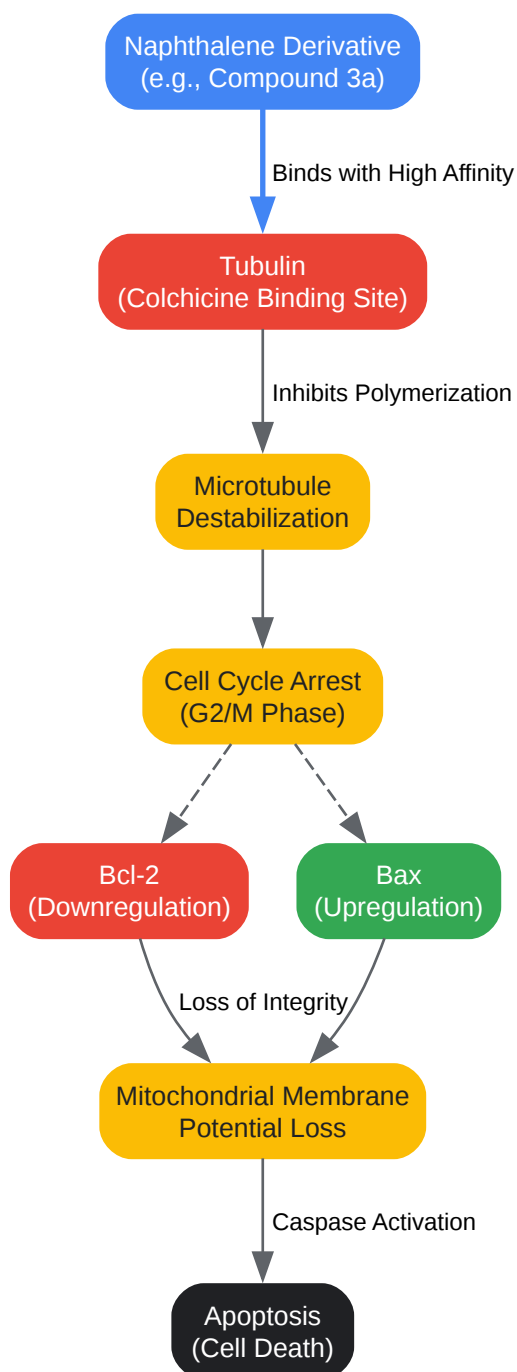 Naphthalene Derivative
(e.g., Compound 3a)
Binds with High Affinity
Tubulin
(Colchicine Binding Site)
Inhibits Polymerization
Microtubule
Destabilization
Cell Cycle Arrest
(G2/M Phase)
Bcl-2
(Downregulation)
Bax
(Upregulation)
Loss of Integrity
Mitochondrial Membrane
Potential Loss
Caspase Activation
Apoptosis
(Cell Death)